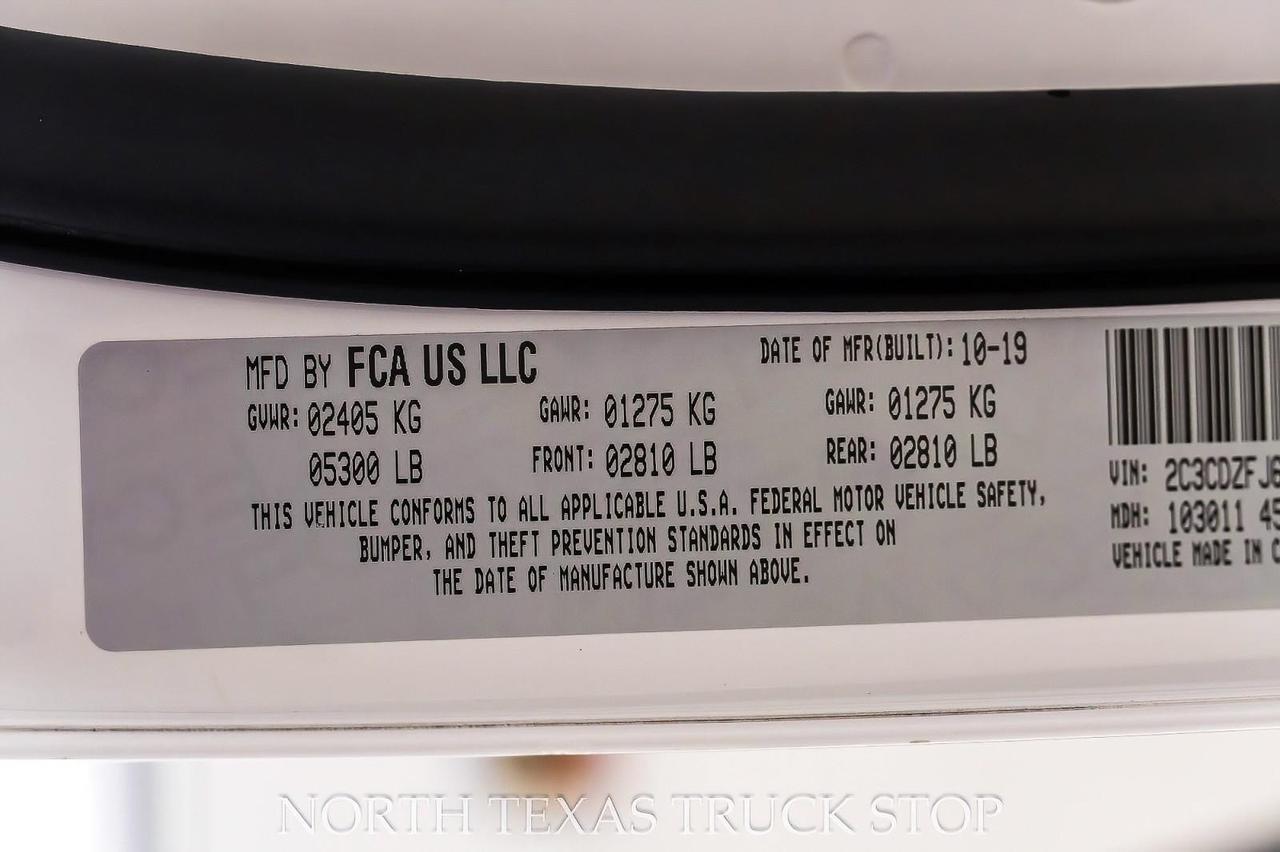 MFD BY FCA US LLC
DATE OF MFR(BUILT): 10-19
GVWR: 02405 KG GAWR: 01275 KG GAWR: 01275 KG
05300 LB FRONT: 02810 LB REAR: 02810 LB
THIS VEHICLE CONFORMS TO ALL APPLICABLE U.S.A. FEDERAL MOTOR VEHICLE SAFETY,
BUMPER, AND THEFT PREVENTION STANDARDS IN EFFECT ON
THE DATE OF MANUFACTURE SHOWN ABOVE.
VIN: 2C3CDZFJ6
MDH: 103011 45
VEHICLE MADE IN C
NORTH TEXAS TRUCK STOP